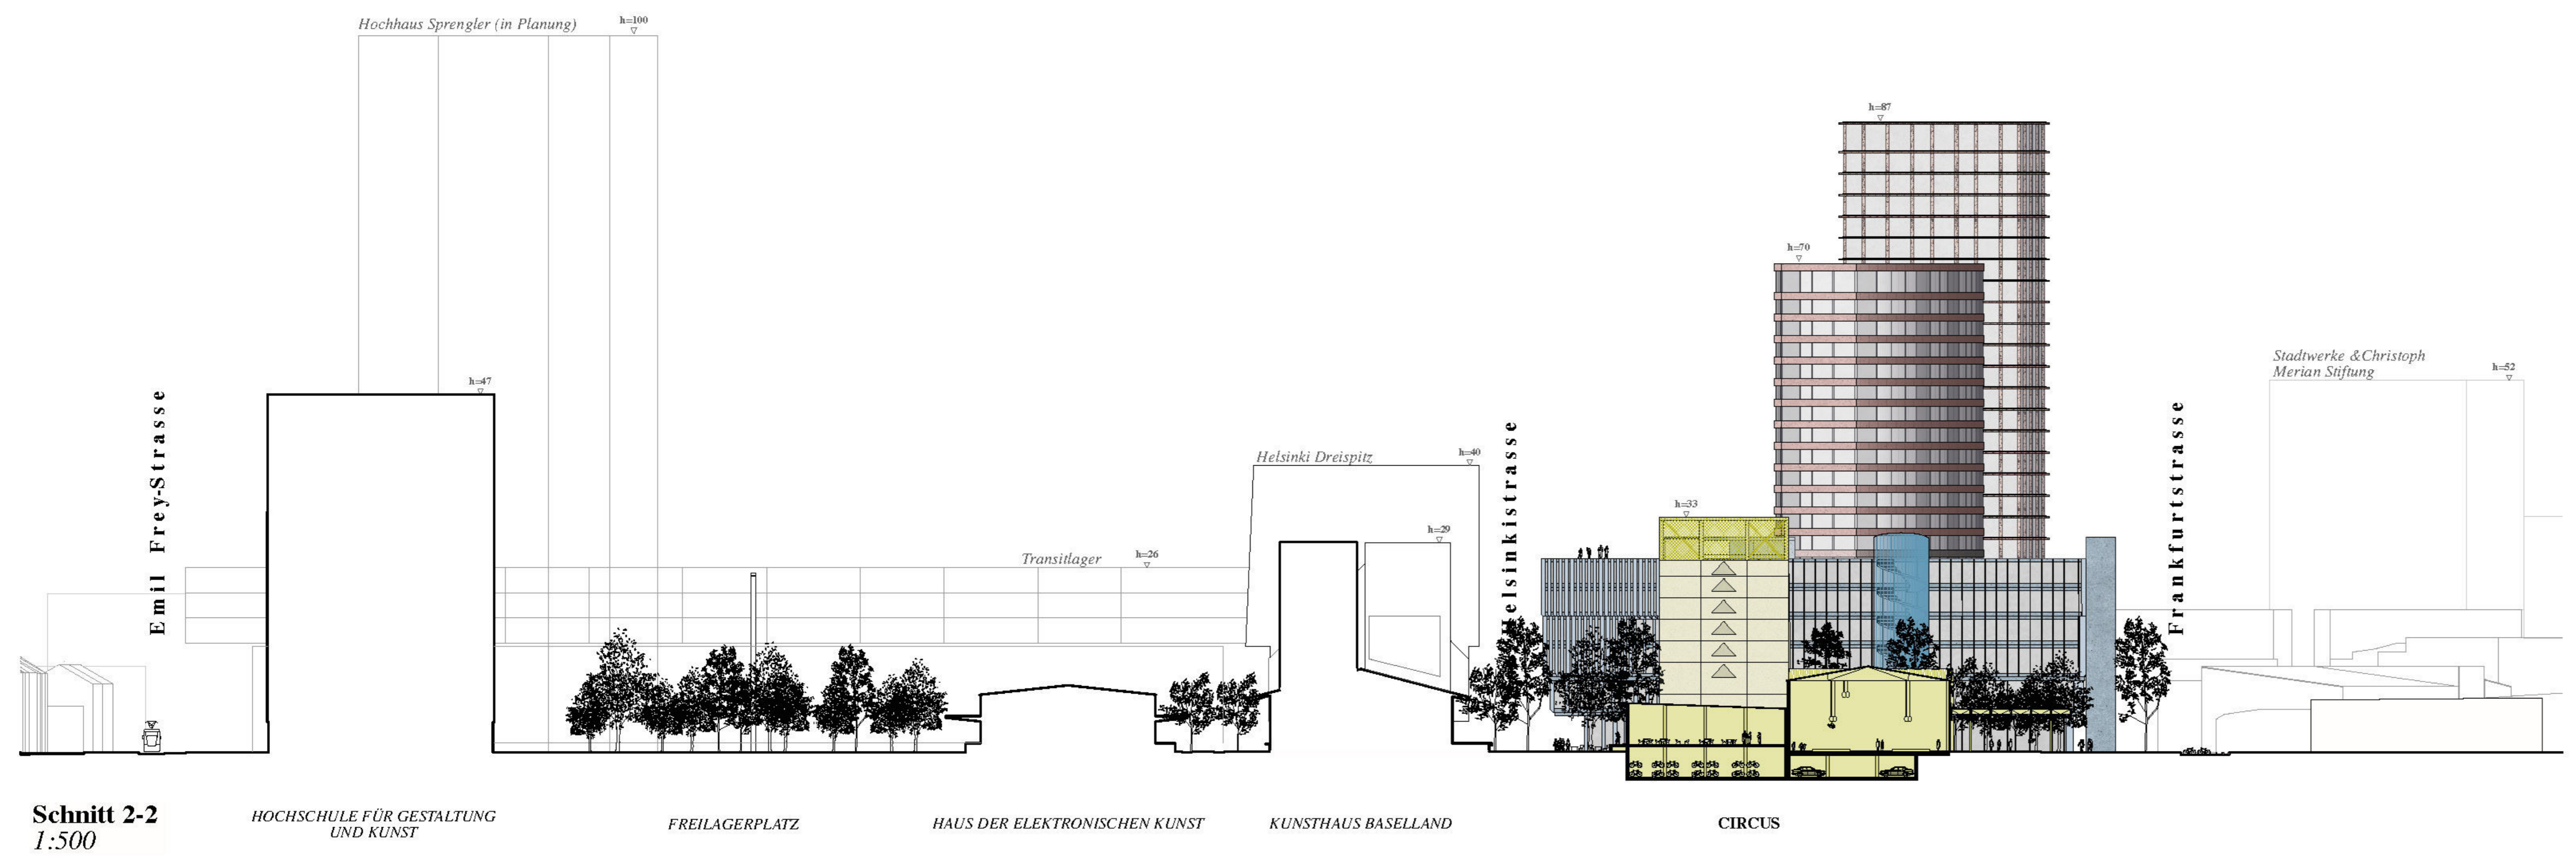 Hochhaus Sprengler (in Planung)
h=100
h=87
h=70
Stadtwerke &Christoph
Merian Stiftung
h=52
h=47
Emil Frey-Strasse
Helsinki Dreispitz
h=40
Helsinkistrasse
Frankfurtstrasse
h=33
h=29
Transitlager
h=26
Schnitt 2-2
1:500
HOCHSCHULE FÜR GESTALTUNG
UND KUNST
FREILAGERPLATZ
HAUS DER ELEKTRONISCHEN KUNST
KUNSTHAUS BASELLAND
CIRCUS